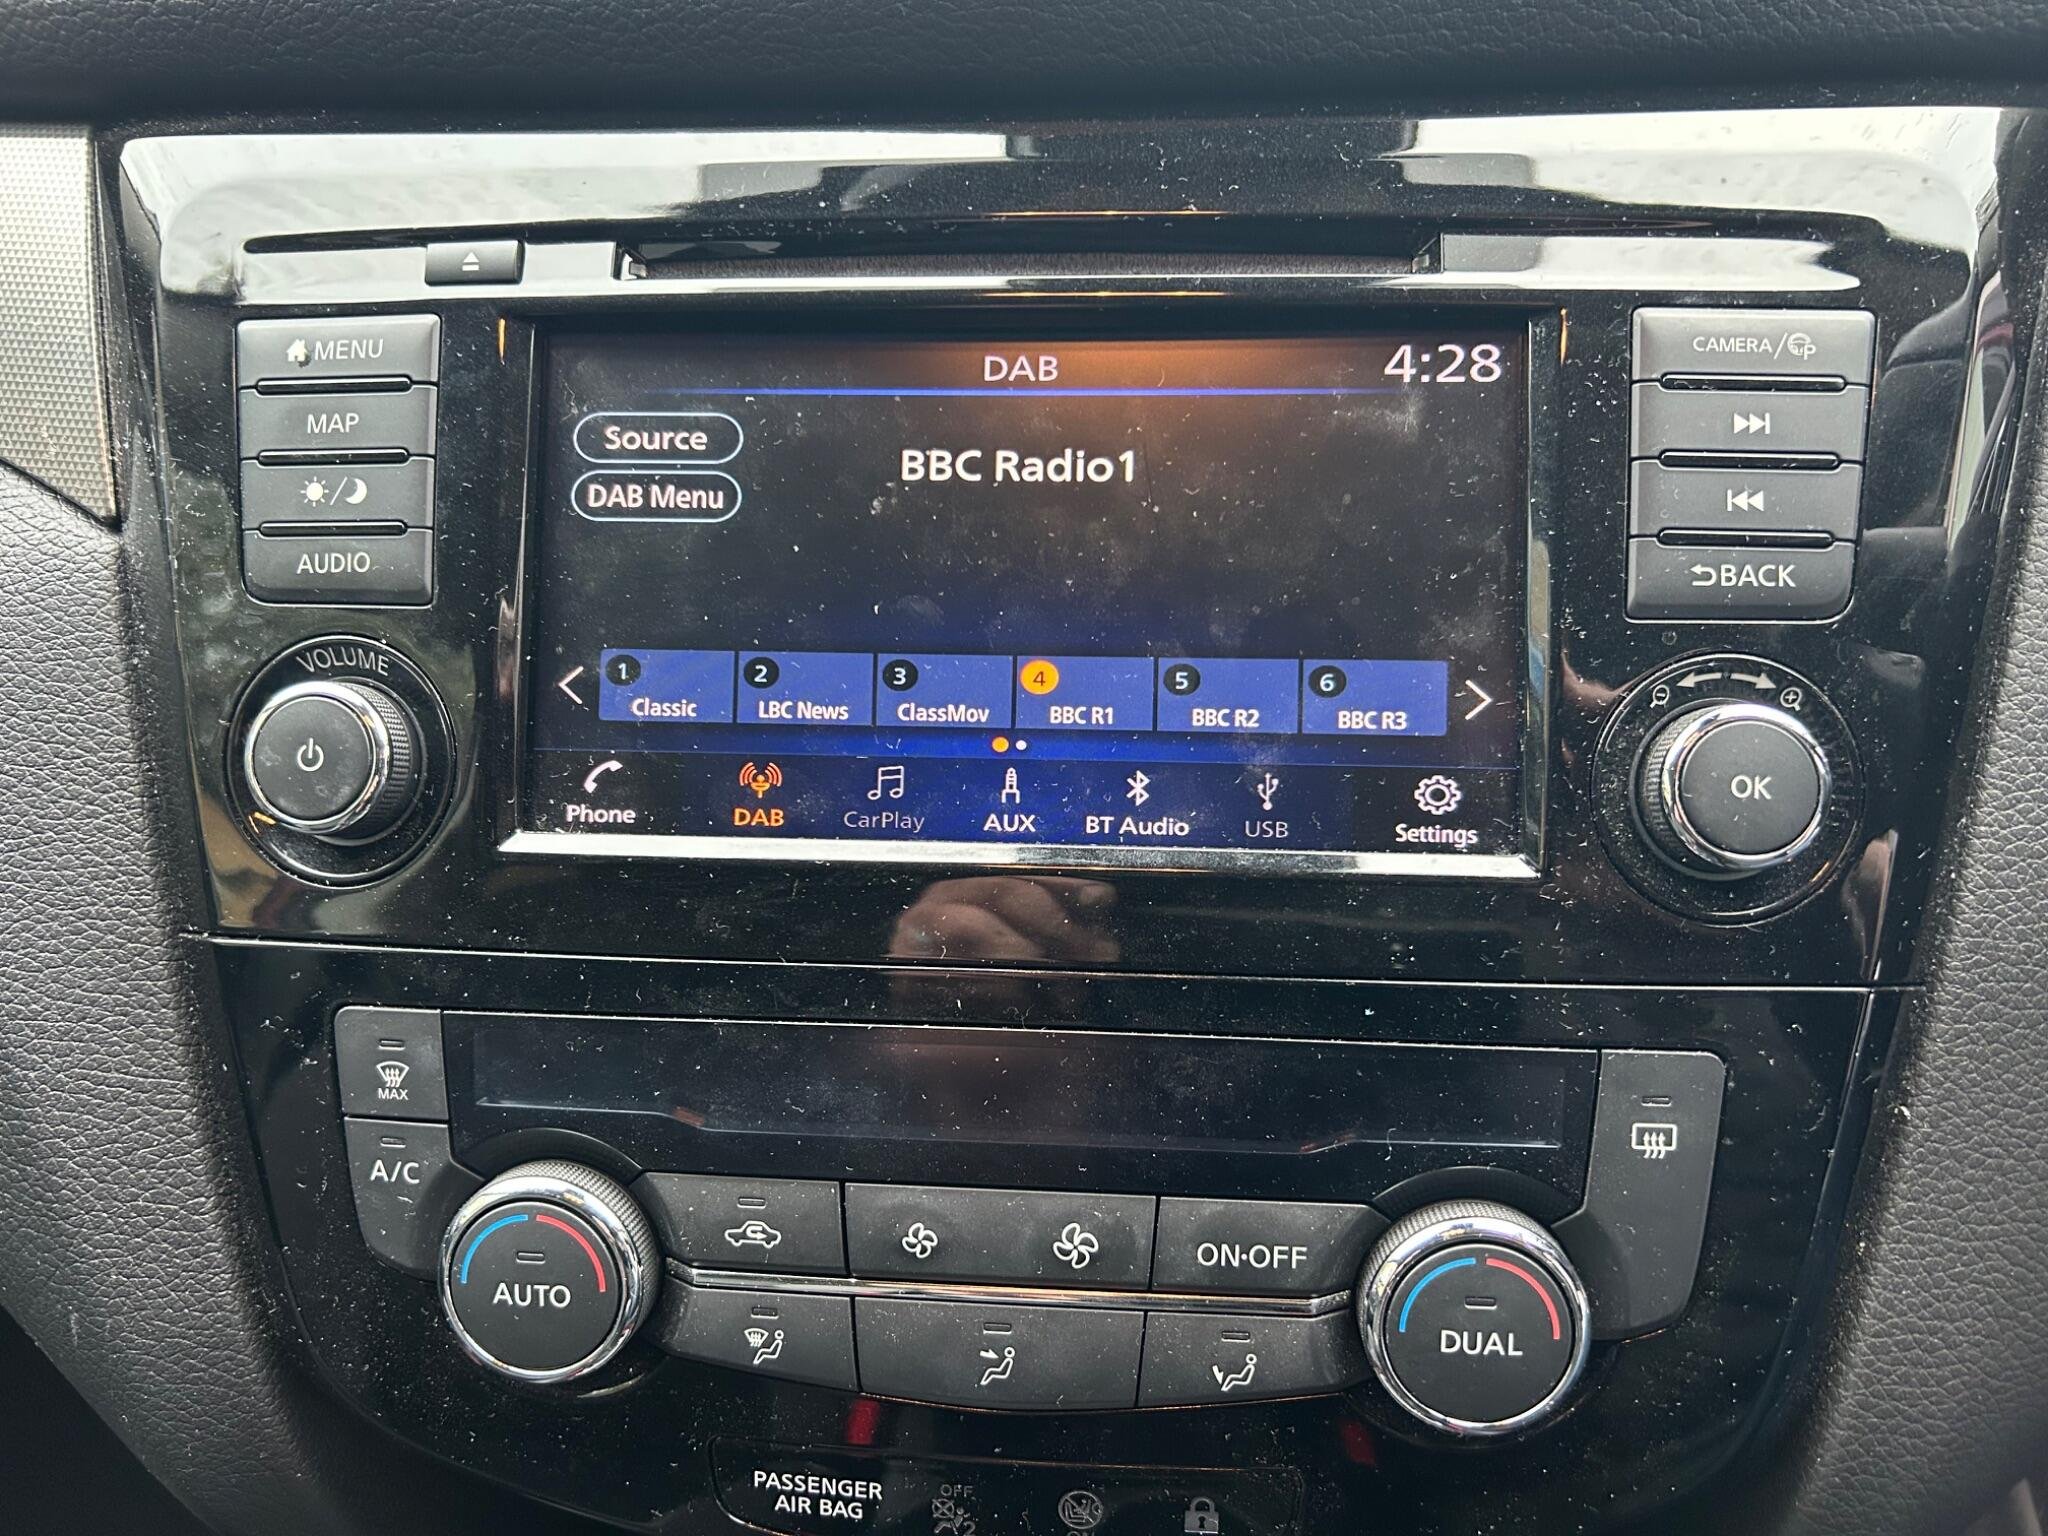 MENU
MAP
AUDIO
VOLUME
DAB
4:28
Source
DAB Menu
BBC Radio1
1
Classic
2
LBC News
3
ClassMov
4
BBC R1
5
BBC R2
6
BBC R3
Phone
DAB
CarPlay
AUX
BT Audio
USB
Settings
CAMERA/P
BACK
OK
MAX
A/C
AUTO
ON·OFF
DUAL
PASSENGER
AIR BAG
OFF
2